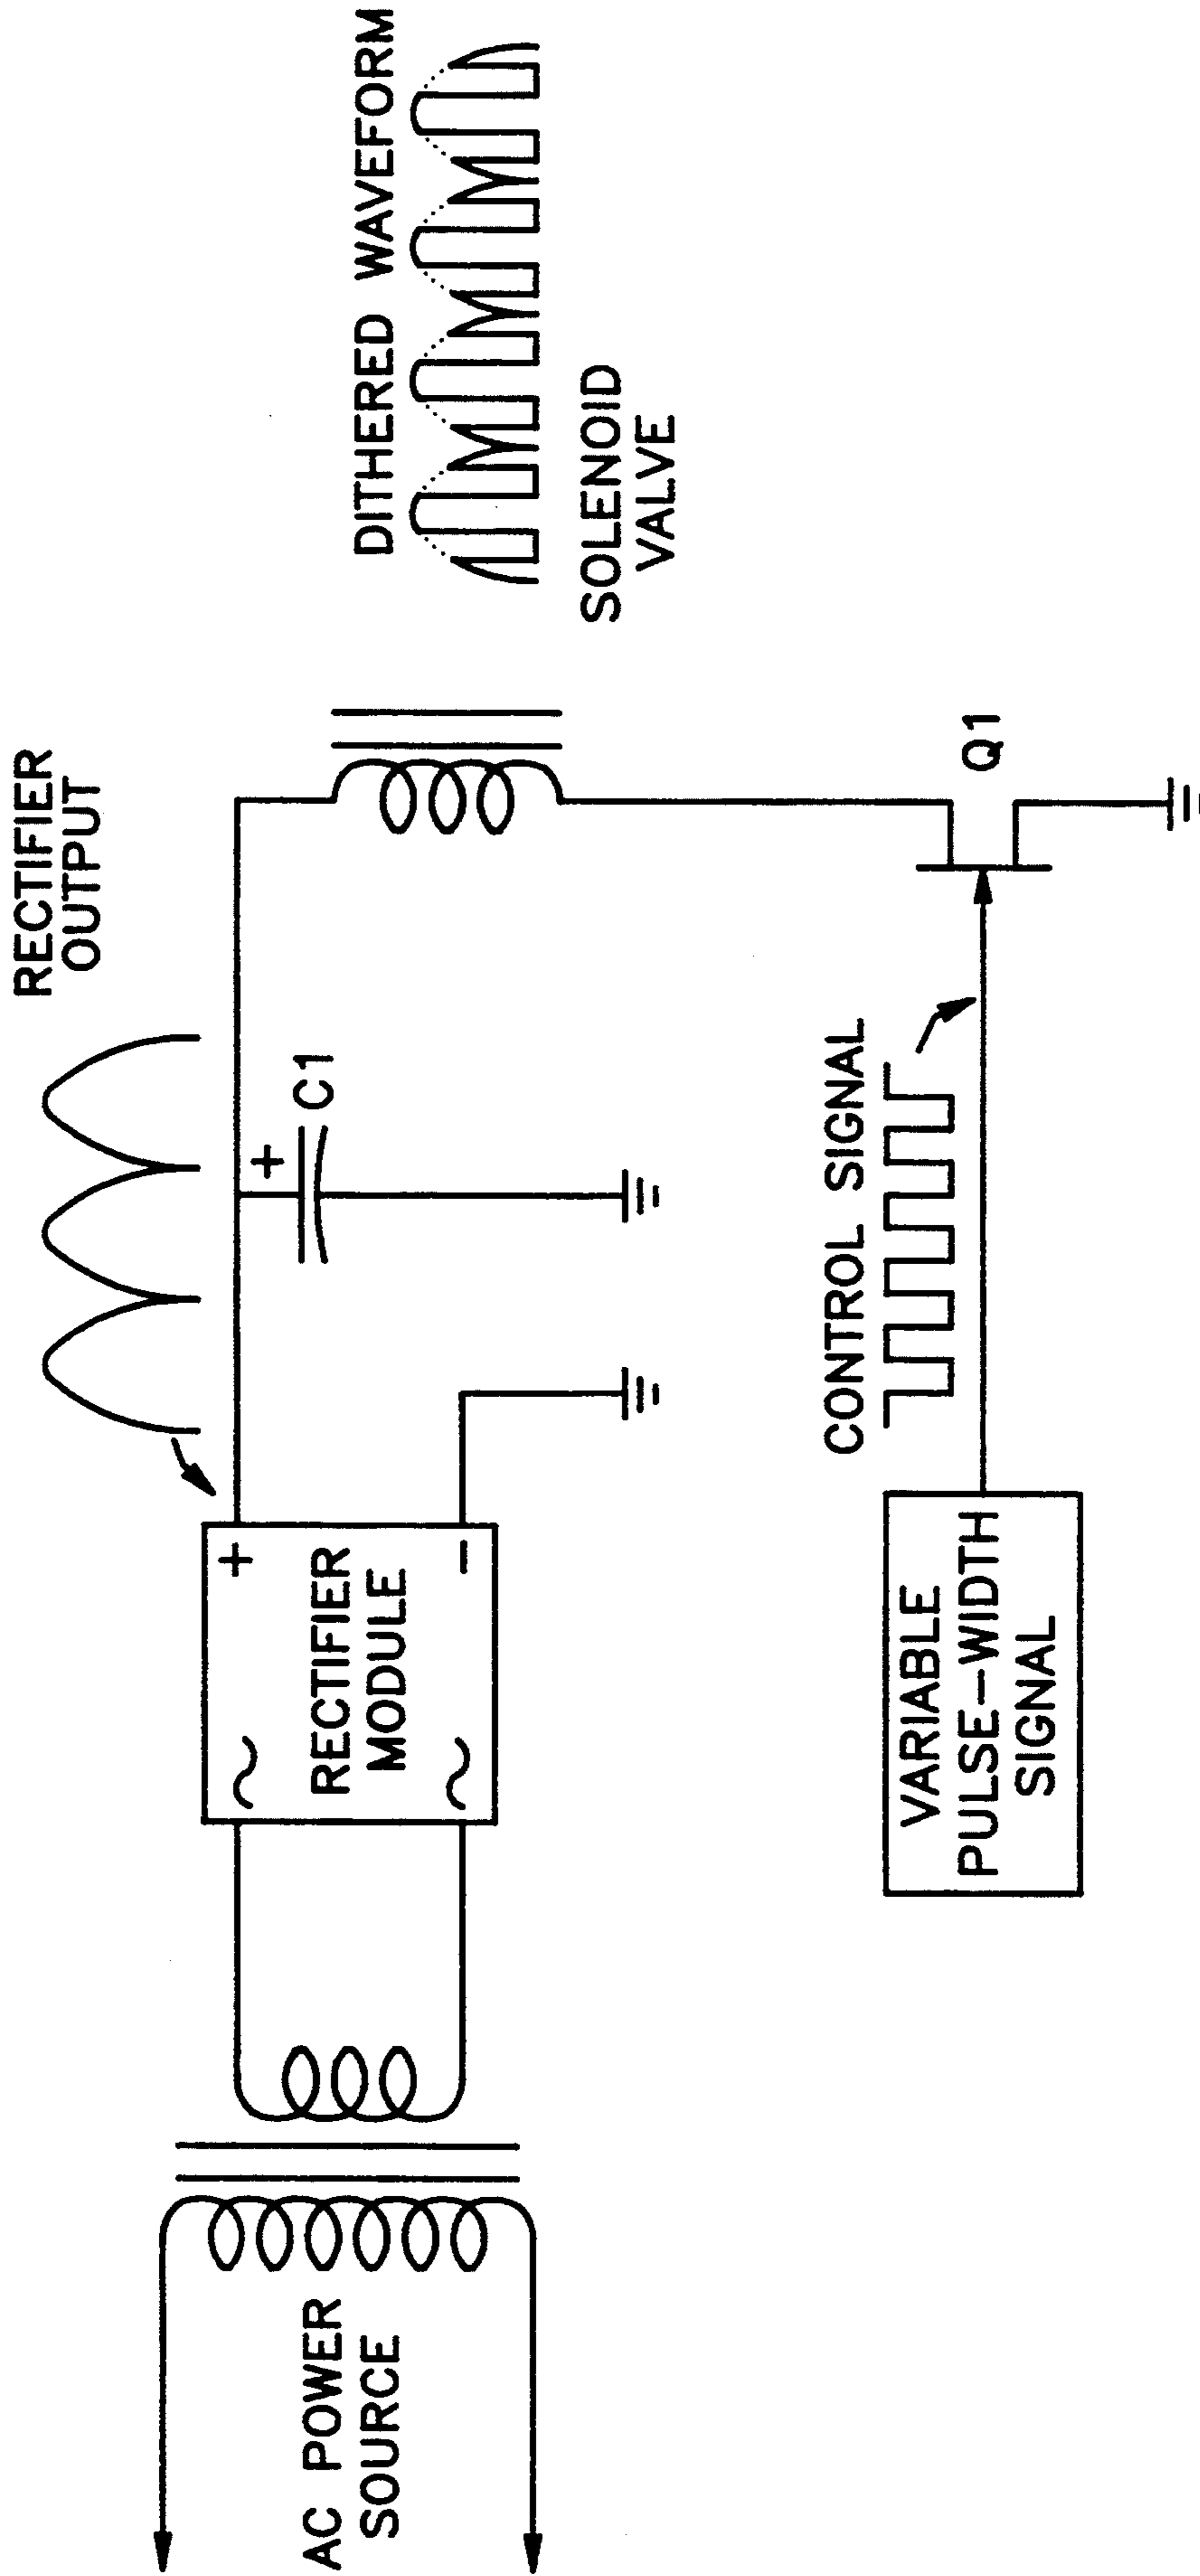 RECTIFIER
OUTPUT
DITHERED WAVEFORM
+
C1
SOLENOID
VALVE
AC POWER
SOURCE
~
+
RECTIFIER
MODULE
~
−
CONTROL SIGNAL
Q1
VARIABLE
PULSE–WIDTH
SIGNAL